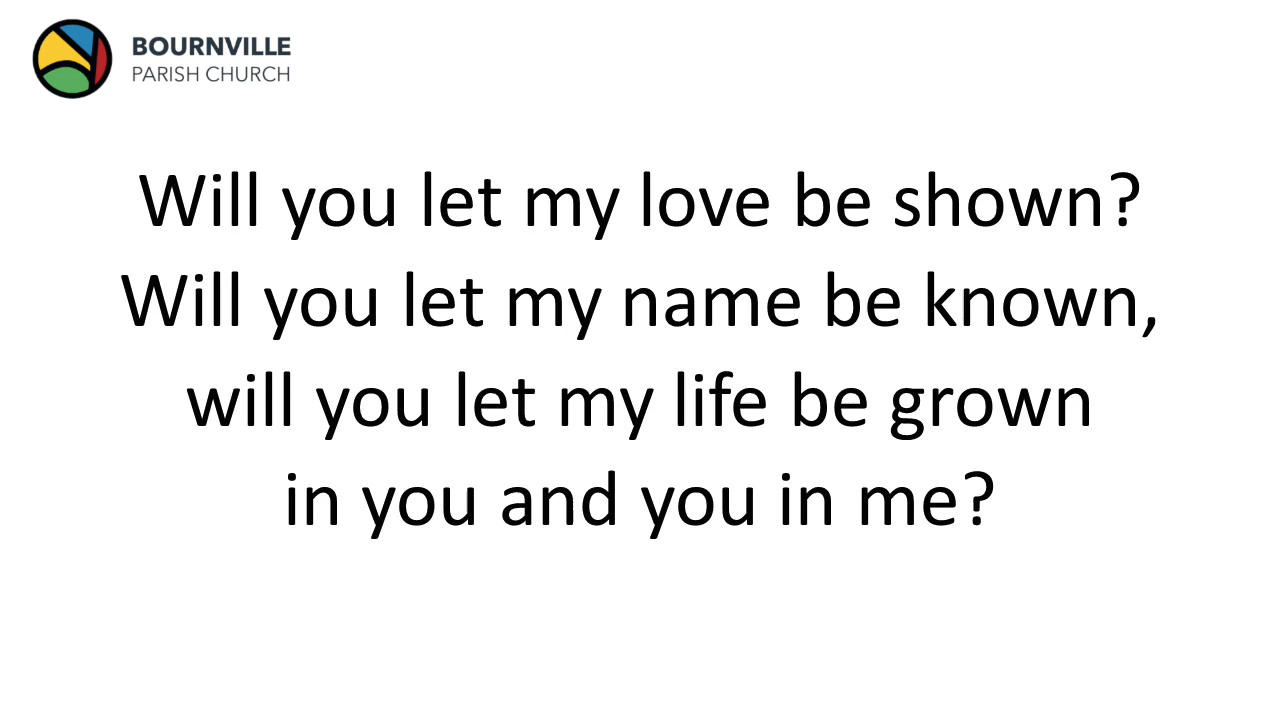 BOURNVILLE
PARISH CHURCH
Will you let my love be shown?
Will you let my name be known,
will you let my life be grown
in you and you in me?